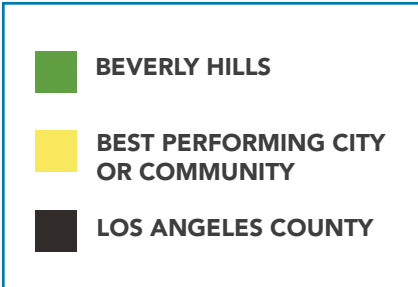 BEVERLY HILLS
BEST PERFORMING CITY
OR COMMUNITY
LOS ANGELES COUNTY